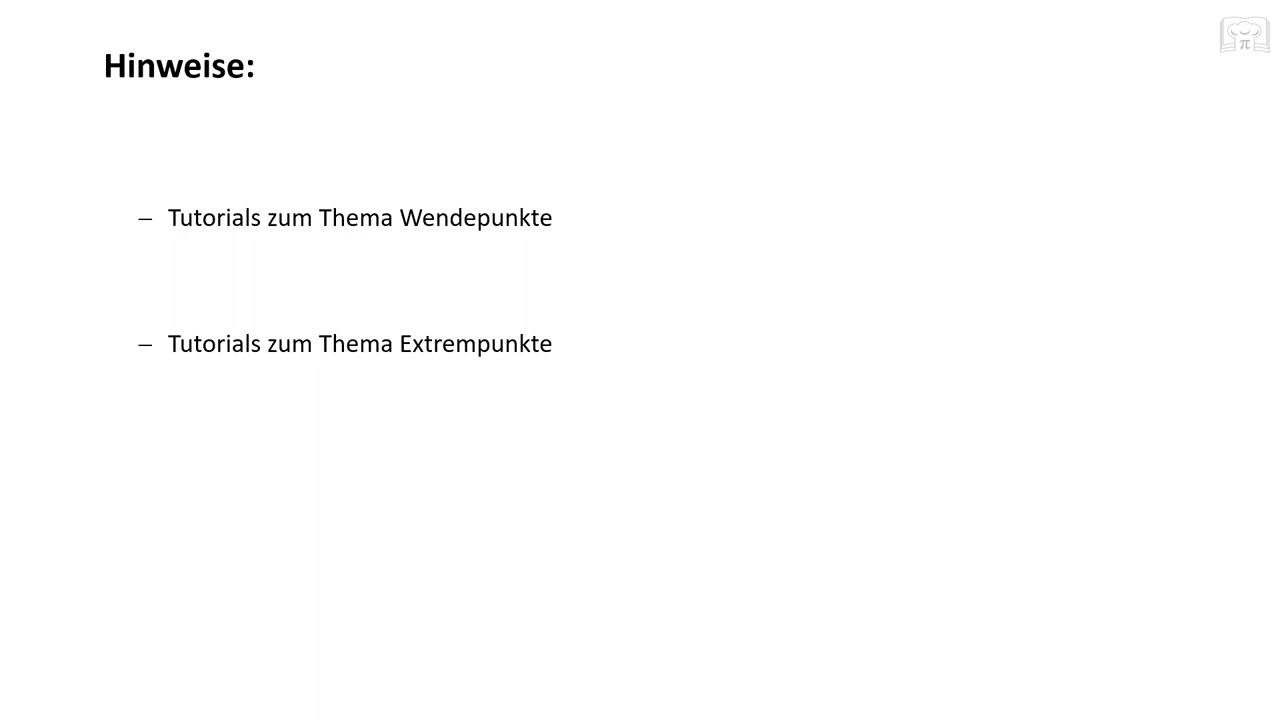 Hinweise:
– Tutorials zum Thema Wendepunkte
– Tutorials zum Thema Extrempunkte
π